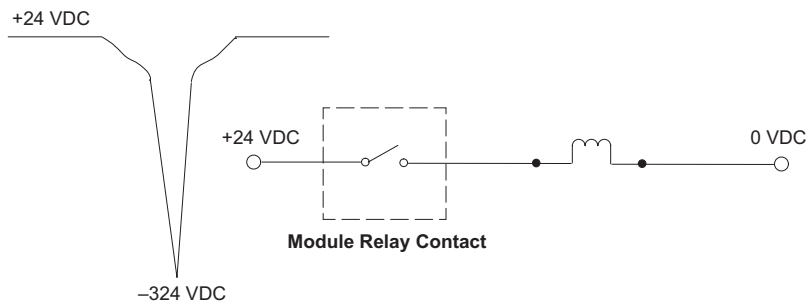 +24 VDC
+24 VDC
0 VDC
Module Relay Contact
–324 VDC